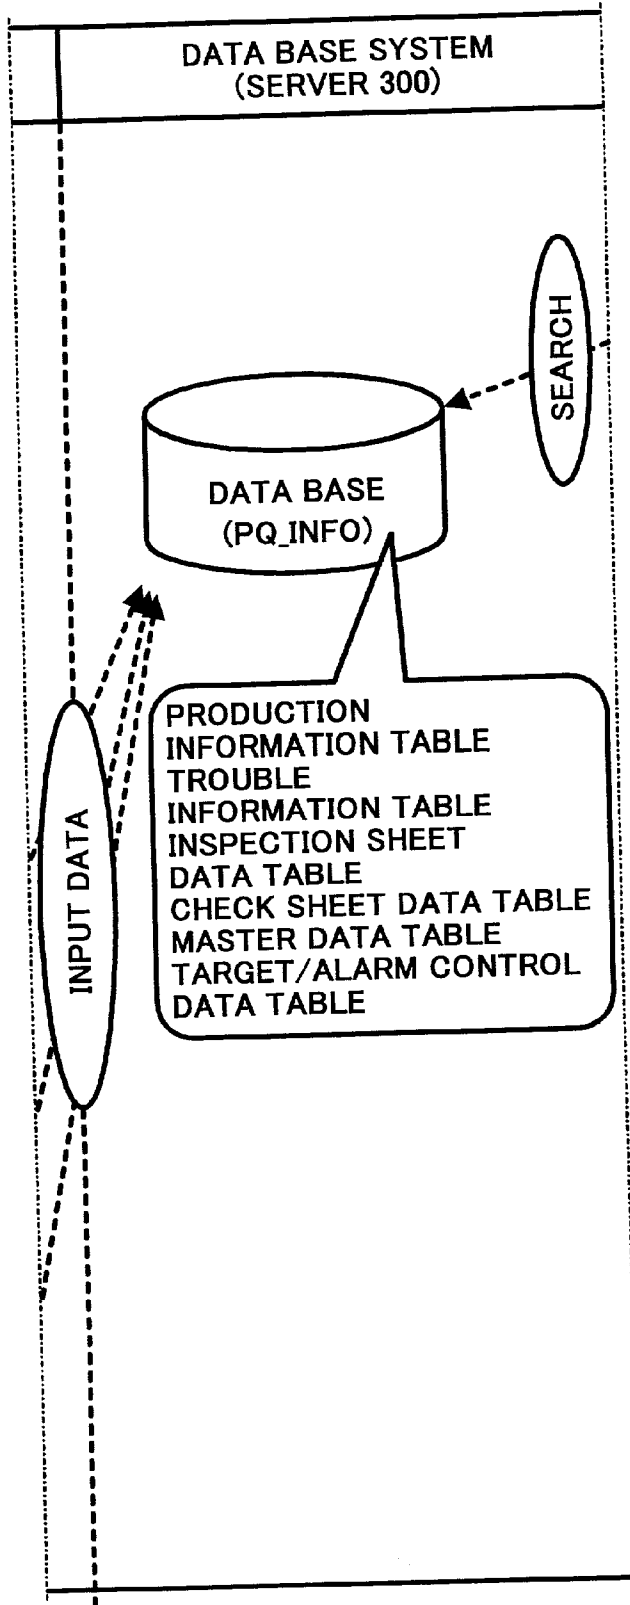 DATA BASE SYSTEM
(SERVER 300)
SEARCH
DATA BASE
(PQ_INFO)
PRODUCTION
INFORMATION TABLE
TROUBLE
INFORMATION TABLE
INSPECTION SHEET
DATA TABLE
CHECK SHEET DATA TABLE
MASTER DATA TABLE
TARGET/ALARM CONTROL
DATA TABLE
INPUT DATA